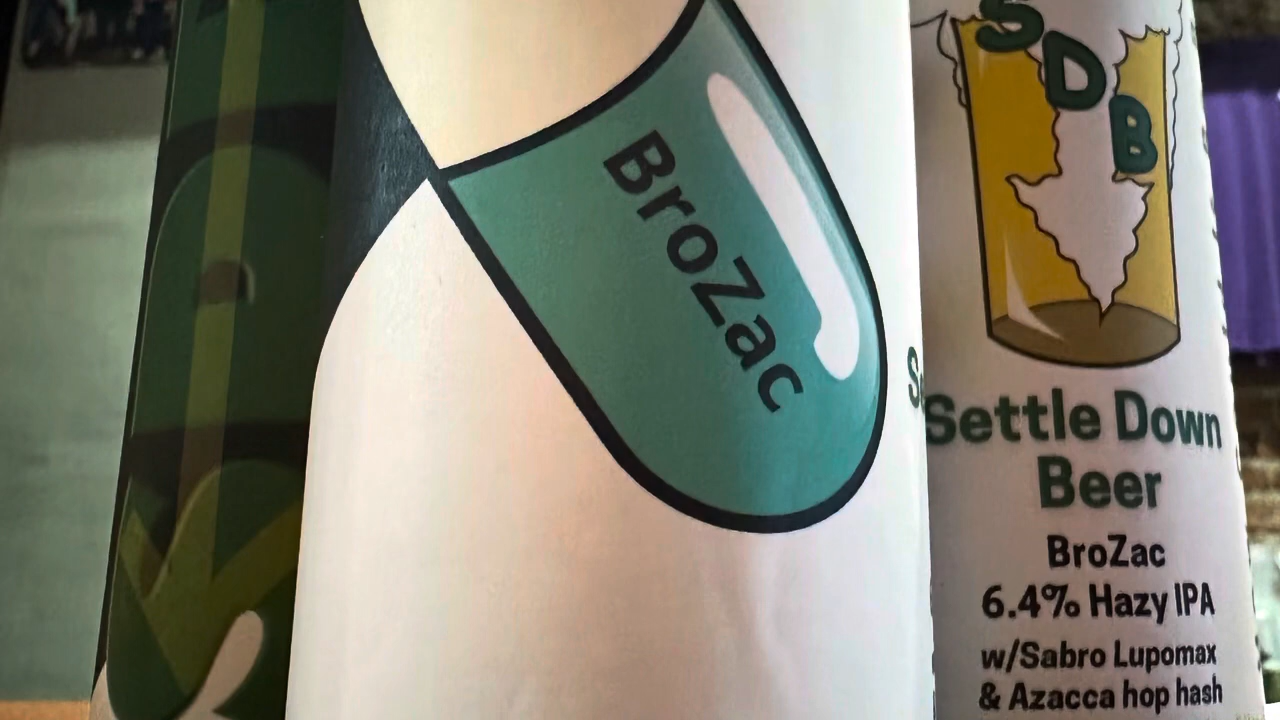 BroZac
SDB
Settle Down
Beer
BroZac
6.4% Hazy IPA
w/Sabro Lupomax
& Azacca hop hash